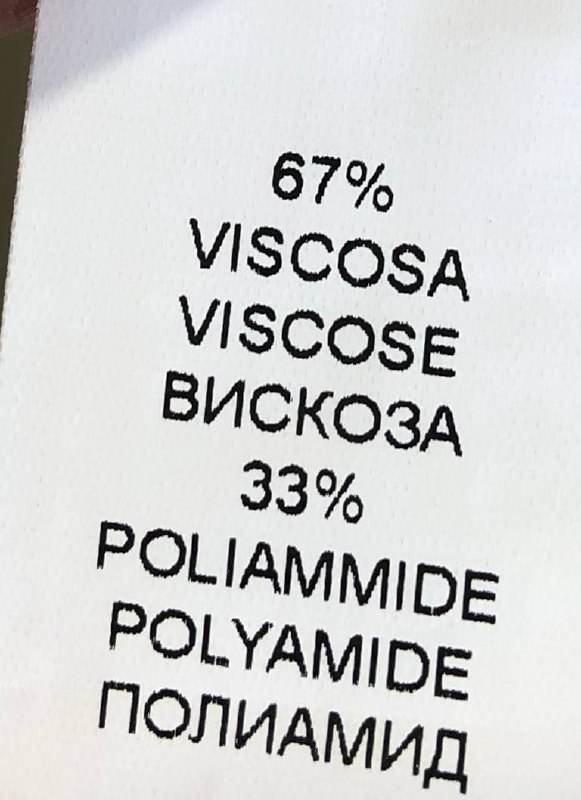 67%
VISCOSA
VISCOSE
ВИСКОЗА
33%
POLIAMMIDE
POLYAMIDE
ПОЛИАМИД